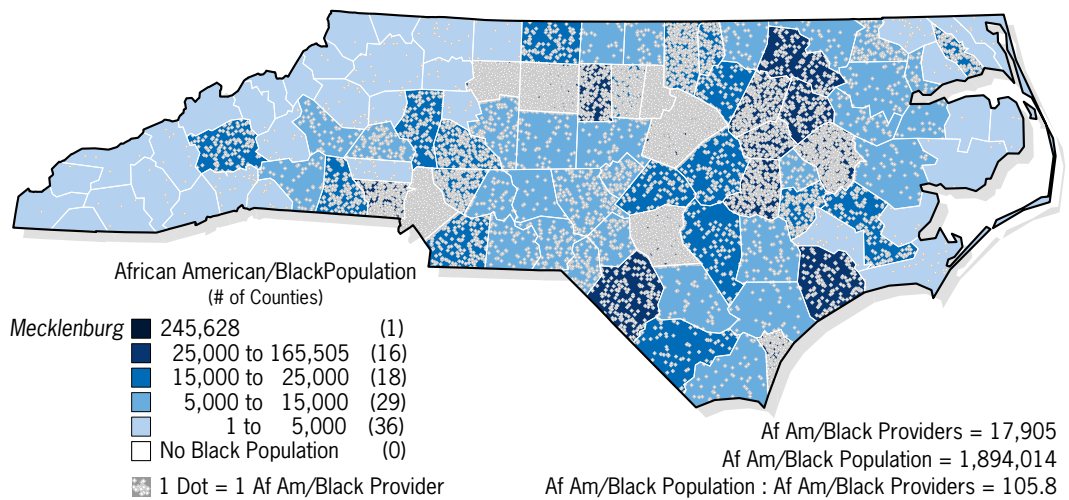 African American/BlackPopulation
(# of Counties)
Mecklenburg 245,628 (1)
25,000 to 165,505 (16)
15,000 to 25,000 (18)
5,000 to 15,000 (29)
1 to 5,000 (36)
No Black Population (0)
1 Dot = 1 Af Am/Black Provider
Af Am/Black Providers = 17,905
Af Am/Black Population = 1,894,014
Af Am/Black Population : Af Am/Black Providers = 105.8